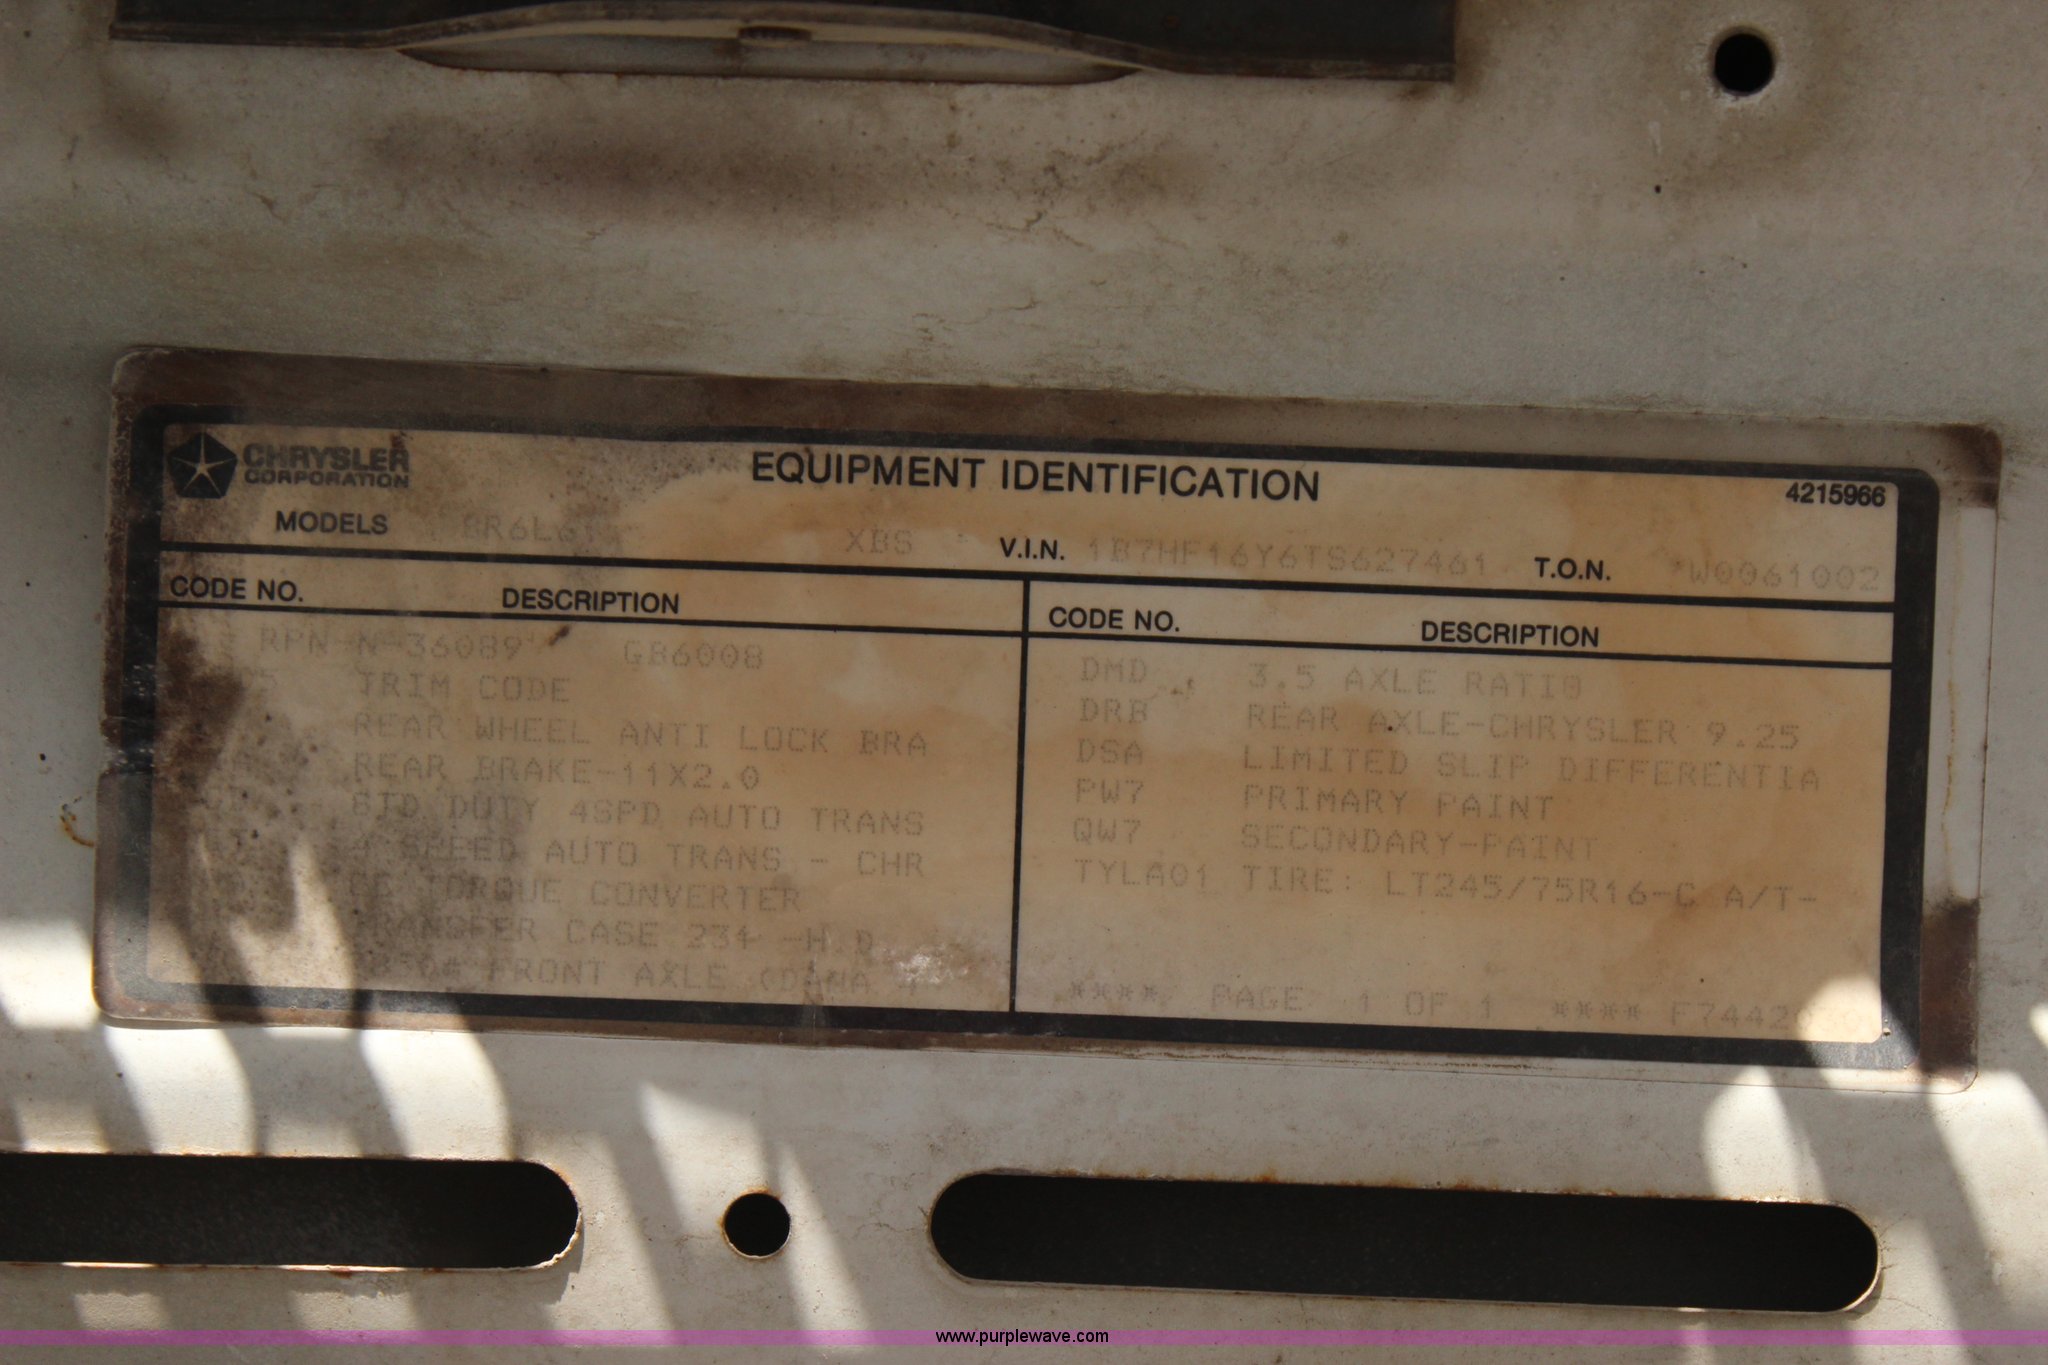 CHRYSLER
CORPORATION
EQUIPMENT IDENTIFICATION
4215966
MODELS BR6L61 XBS V.I.N. 1B7HF16Y6TS627461 T.O.N. *W0061002
CODE NO. DESCRIPTION
RPN-N-36089 GB6008
TRIM CODE
REAR WHEEL ANTI LOCK BRA
REAR BRAKE-11X2.0
DUTY 4SPD AUTO TRANS
4 SPEED AUTO TRANS - CHR
TORQUE CONVERTER
TRANSFER CASE 231 -H.D
FRONT AXLE (DANA
CODE NO. DESCRIPTION
DMD 3.5 AXLE RATIO
DRB REAR AXLE-CHRYSLER 9.25
DSA LIMITED SLIP DIFFERENTIA
PW7 PRIMARY PAINT
QW7 SECONDARY-PAINT
TYLA01 TIRE: LT245/75R16-C A/T-
**** PAGE 1 OF 1 ****
www.purplewave.com